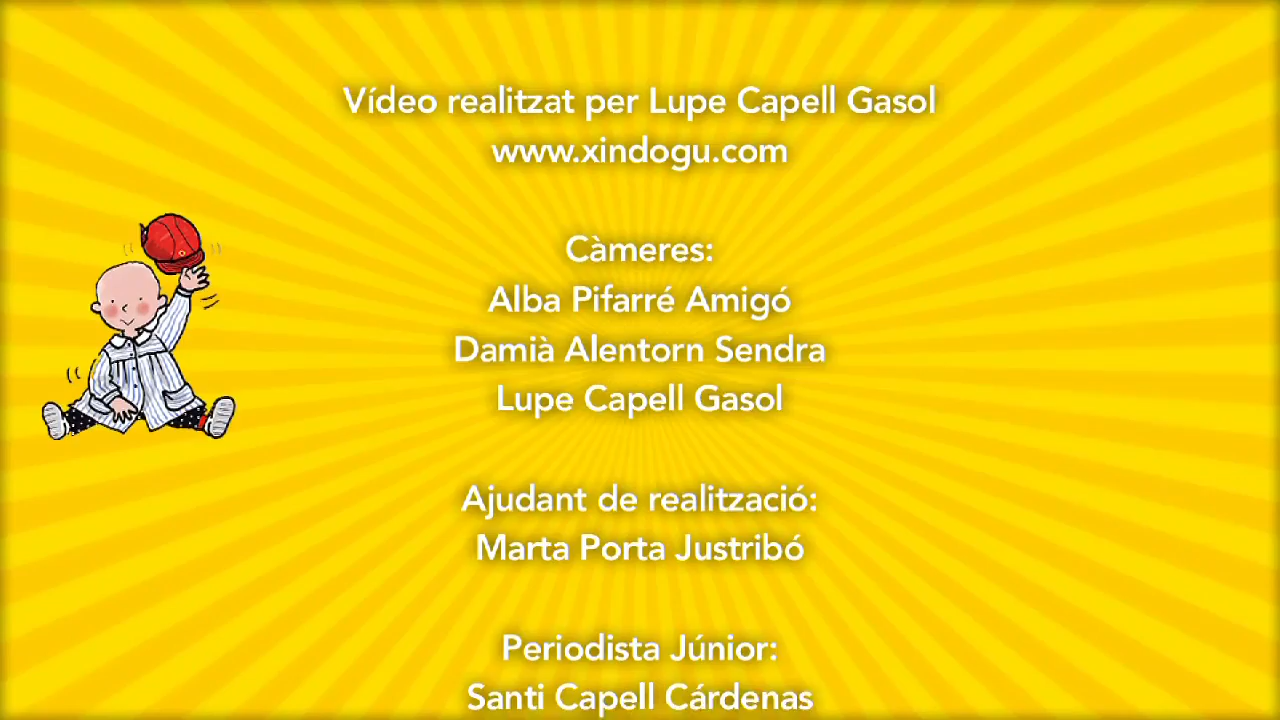 Vídeo realitzat per Lupe Capell Gasol
www.xindogu.com
Càmeres:
Alba Pifarré Amigó
Damià Alentorn Sendra
Lupe Capell Gasol
Ajudant de realització:
Marta Porta Justribó
Periodista Júnior:
Santi Capell Cárdenas